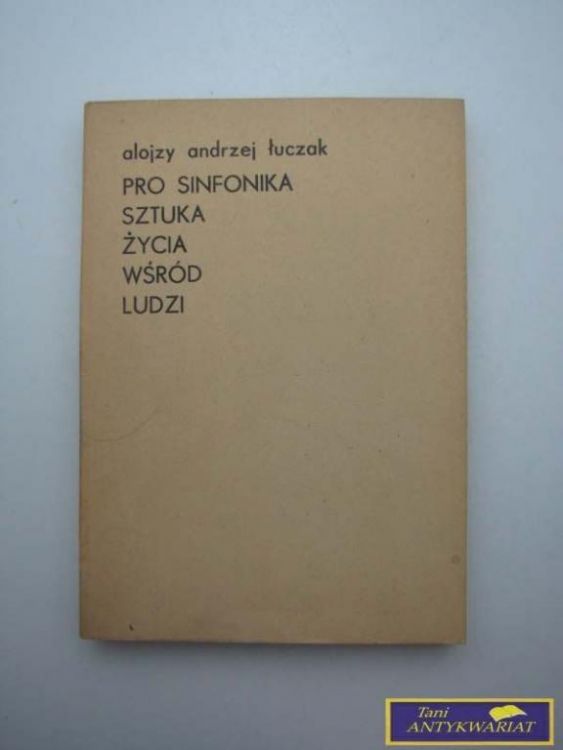 alojzy andrzej łuczak
PRO SINFONIKA
SZTUKA
ŻYCIA
WŚRÓD
LUDZI
Tani
ANTYKWARIAT